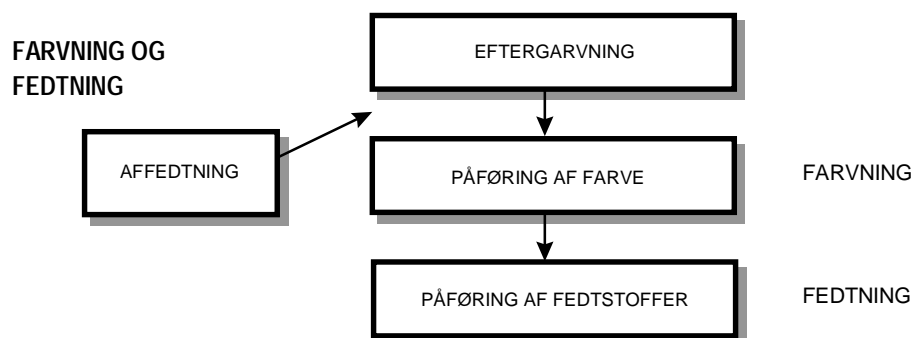 FARVNING OG
FEDTNING
EFTERGARVNING
AFFEDTNING
PÅFØRING AF FARVE
FARVNING
PÅFØRING AF FEDTSTOFFER
FEDTNING